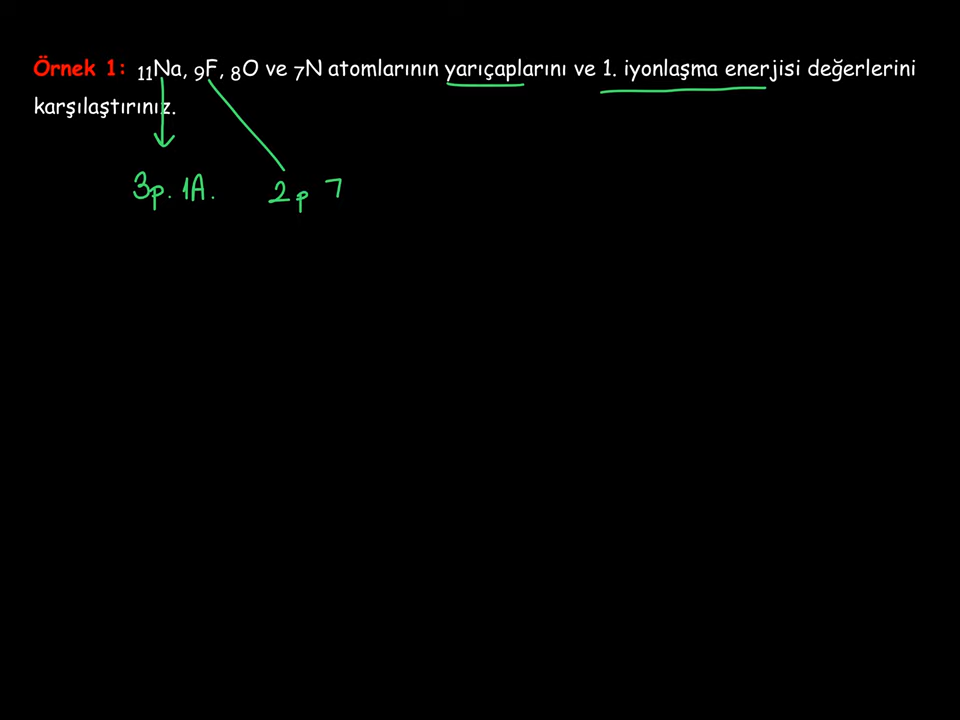 Örnek 1: ₁₁Na, ₉F, ₈O ve ₇N atomlarının yarıçaplarını ve 1. iyonlaşma enerjisi değerlerini
karşılaştırınız.
3p. 1A. 2p 7